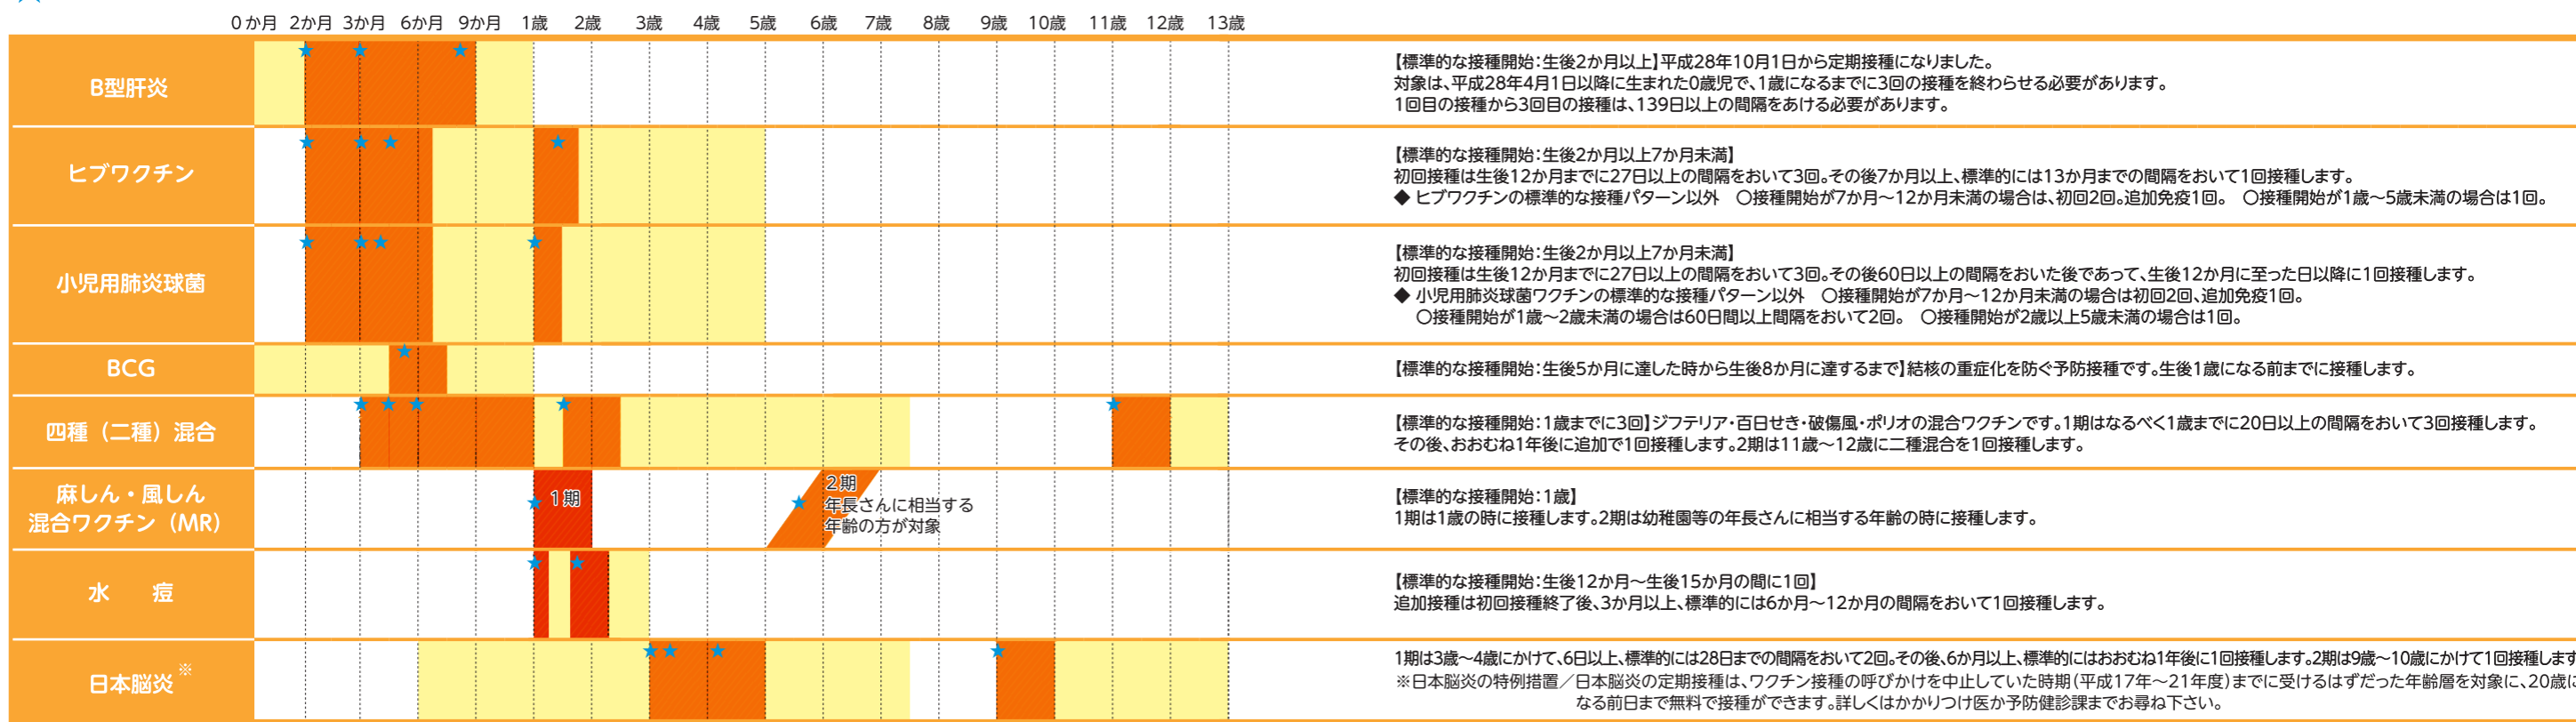 0か月 2か月 3か月 6か月 9か月 1歳 2歳 3歳 4歳 5歳 6歳 7歳 8歳 9歳 10歳 11歳 12歳 13歳
B型肝炎
【標準的な接種開始：生後2か月以上】平成28年10月1日から定期接種になりました。
対象は、平成28年4月1日以降に生まれた0歳児で、1歳になるまでに3回の接種を終わらせる必要があります。
1回目の接種から3回目の接種は、139日以上の間隔をあける必要があります。
ヒブワクチン
【標準的な接種開始：生後2か月以上7か月未満】
初回接種は生後12か月までに27日以上の間隔をおいて3回。その後7か月以上、標準的には13か月までの間隔をおいて1回接種します。
◆ ヒブワクチンの標準的な接種パターン以外　○接種開始が7か月～12か月未満の場合は、初回2回。追加免疫1回。　○接種開始が1歳～5歳未満の場合は1回。
小児用肺炎球菌
【標準的な接種開始：生後2か月以上7か月未満】
初回接種は生後12か月までに27日以上の間隔をおいて3回。その後60日以上の間隔をおいた後であって、生後12か月に至った日以降に1回接種します。
◆ 小児用肺炎球菌ワクチンの標準的な接種パターン以外　○接種開始が7か月～12か月未満の場合は初回2回、追加免疫1回。
○接種開始が1歳～2歳未満の場合は60日間以上間隔をおいて2回。　○接種開始が2歳以上5歳未満の場合は1回。
BCG
【標準的な接種開始：生後5か月に達した時から生後8か月に達するまで】結核の重症化を防ぐ予防接種です。生後1歳になる前までに接種します。
四種（二種）混合
【標準的な接種開始：1歳までに3回】ジフテリア・百日せき・破傷風・ポリオの混合ワクチンです。1期はなるべく1歳までに20日以上の間隔をおいて3回接種します。
その後、おおむね1年後に追加で1回接種します。2期は11歳～12歳に二種混合を1回接種します。
麻しん・風しん
混合ワクチン（MR）
1期
2期
年長さんに相当する
年齢の方が対象
【標準的な接種開始：1歳】
1期は1歳の時に接種します。2期は幼稚園等の年長さんに相当する年齢の時に接種します。
水　痘
【標準的な接種開始：生後12か月～生後15か月の間に1回】
追加接種は初回接種終了後、3か月以上、標準的には6か月～12か月の間隔をおいて1回接種します。
日本脳炎※
1期は3歳～4歳にかけて、6日以上、標準的には28日までの間隔をおいて2回。その後、6か月以上、標準的にはおおむね1年後に1回接種します。2期は9歳～10歳にかけて1回接種します
※日本脳炎の特例措置／日本脳炎の定期接種は、ワクチン接種の呼びかけを中止していた時期（平成17年～21年度）までに受けるはずだった年齢層を対象に、20歳に
なる前日まで無料で接種ができます。詳しくはかかりつけ医か予防健診課までお尋ね下さい。